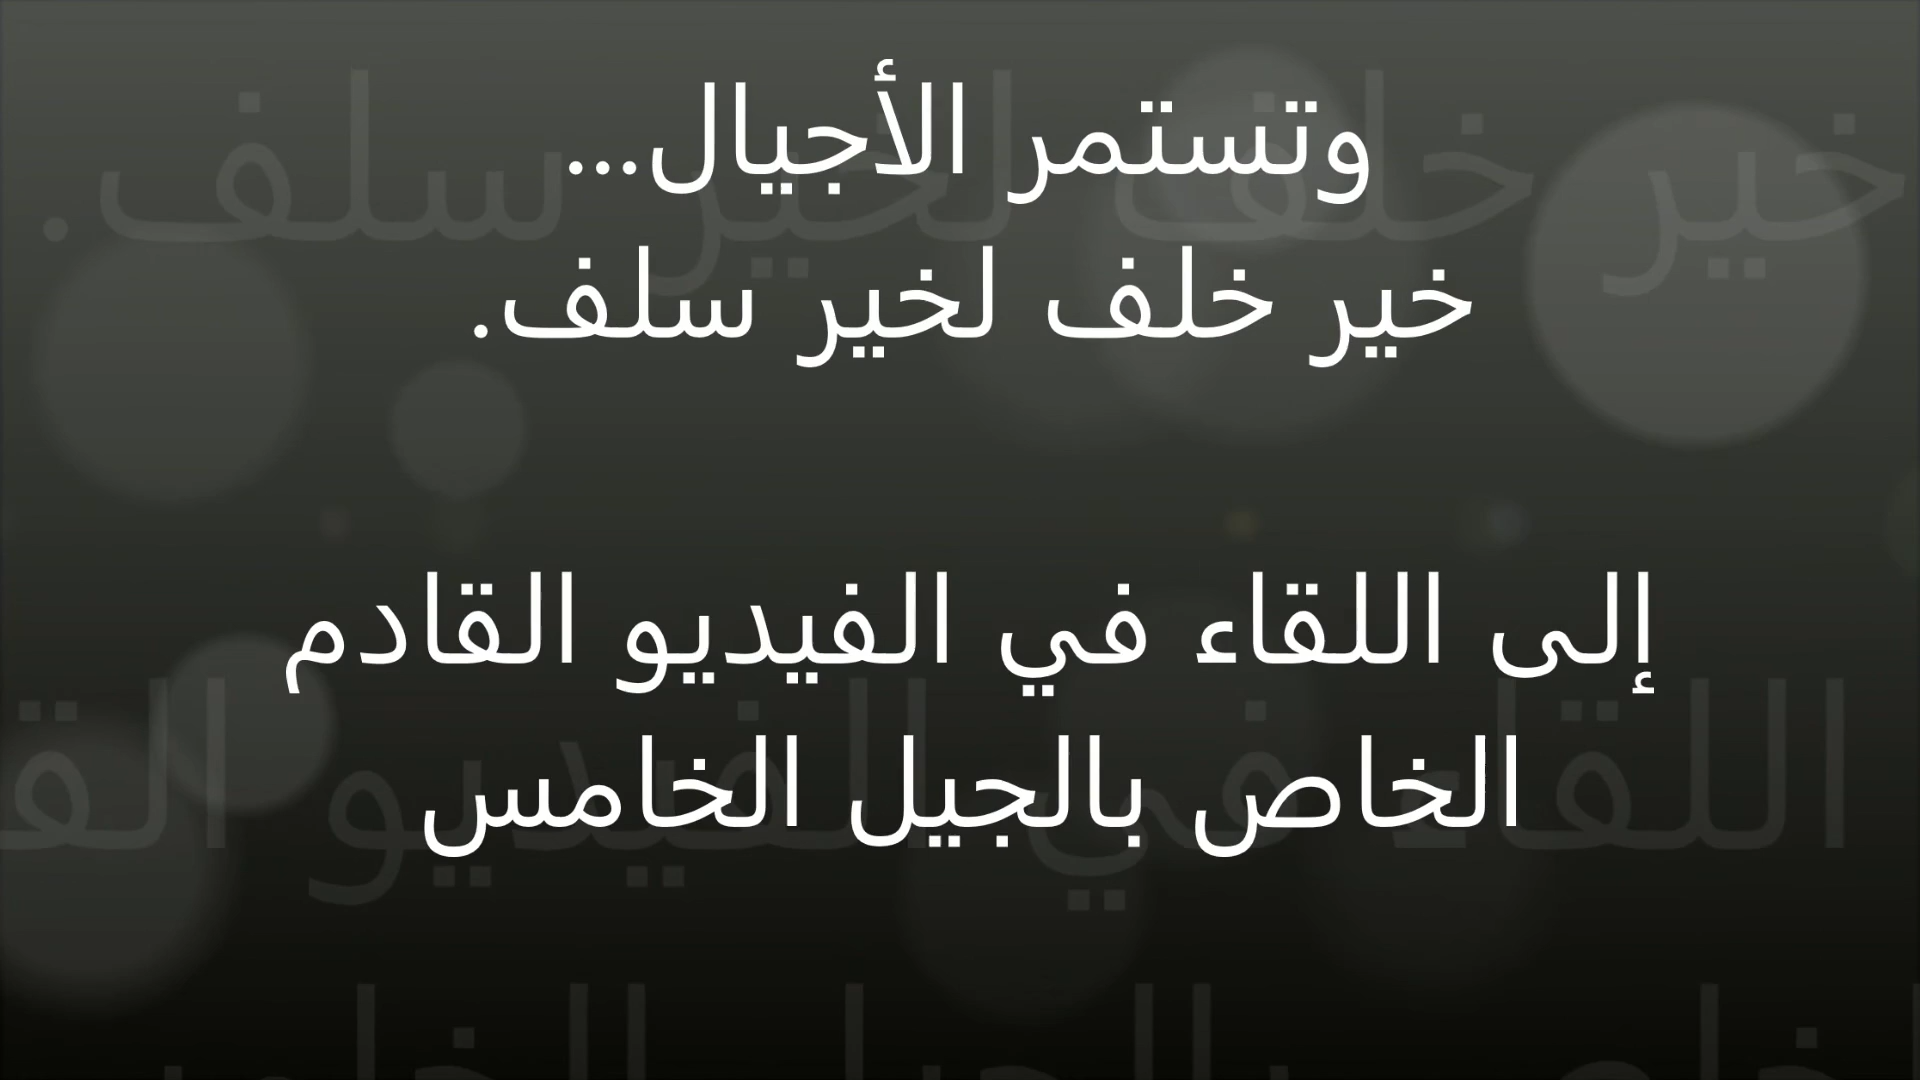 وتستمر الأجيال...
خير خلف لخير سلف.
إلى اللقاء في الفيديو القادم
الخاص بالجيل الخامس